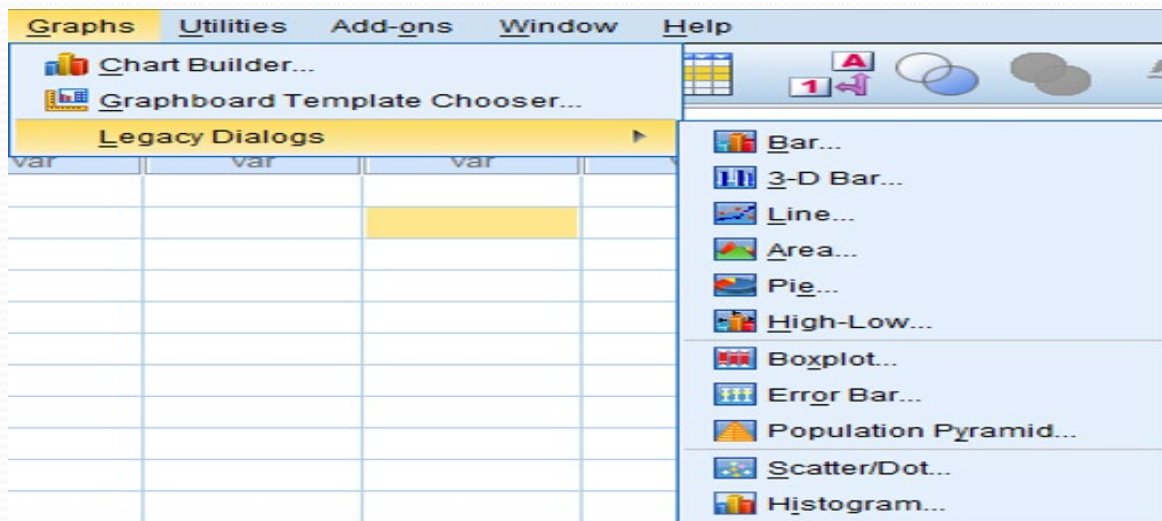 Graphs Utilities Add-ons Window Help
Chart Builder...
Graphboard Template Chooser...
Legacy Dialogs
var var var
A
1
Bar...
3-D Bar...
Line...
Area...
Pie...
High-Low...
Boxplot...
Error Bar...
Population Pyramid...
Scatter/Dot...
Histogram...